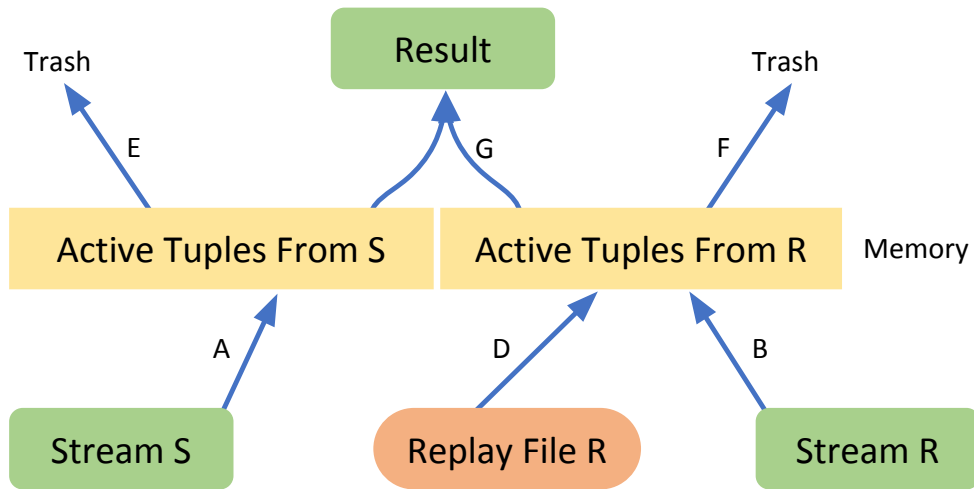 Result
Trash
Trash
E
G
F
Active Tuples From S
Active Tuples From R
Memory
A
D
B
Stream S
Replay File R
Stream R